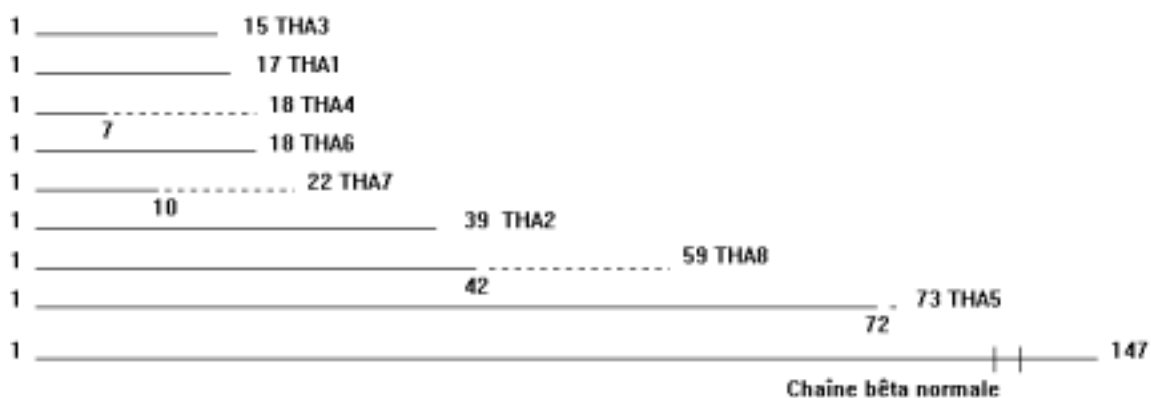 1 15 THA3
1 17 THA1
1 18 THA4
7
1 18 THA6
1 22 THA7
10
1 39 THA2
1 59 THA8
42
1 73 THA5
72
1 147
Chaîne bêta normale